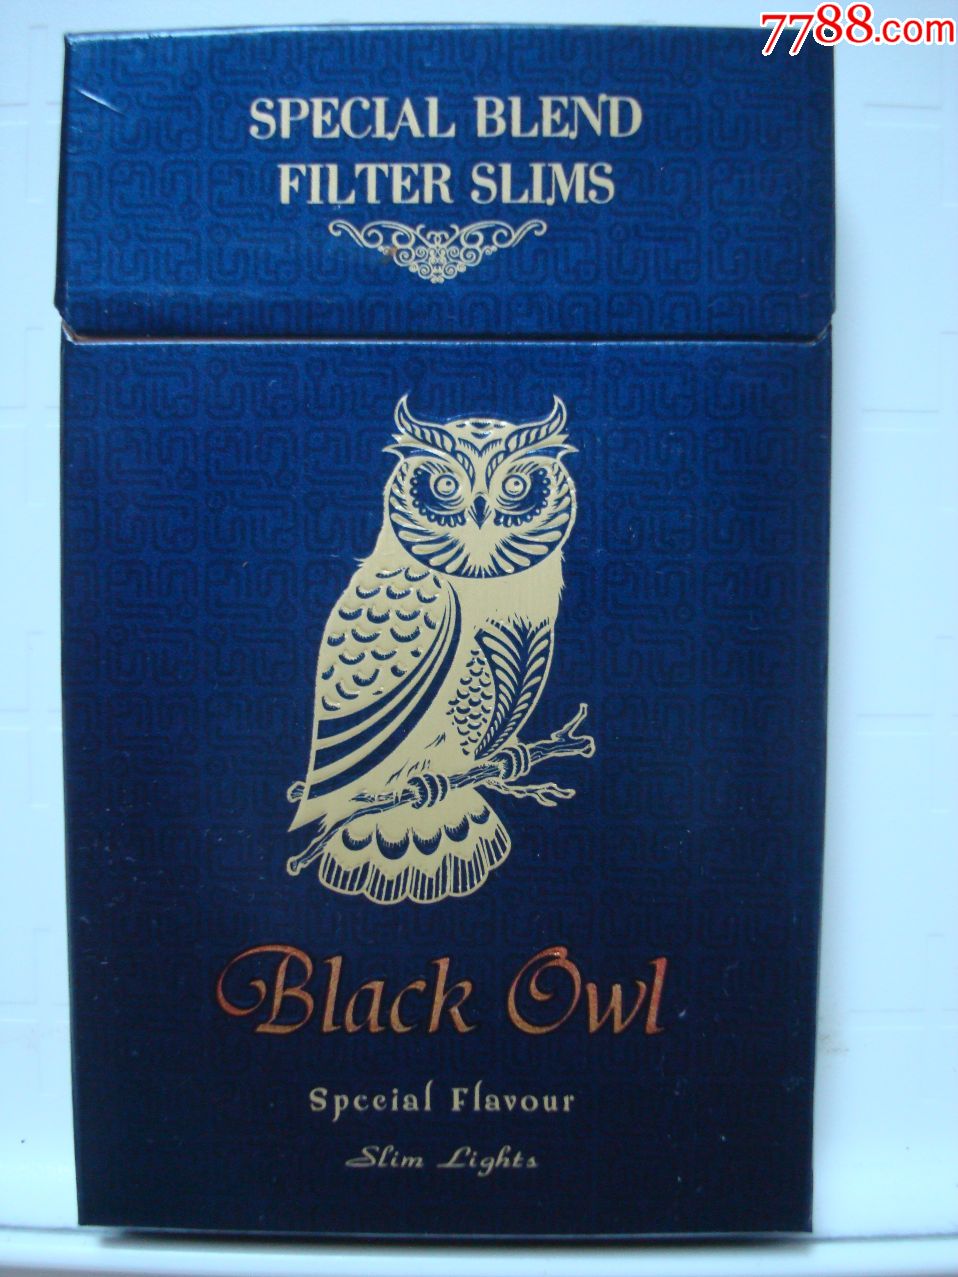 7788.com
SPECIAL BLEND
FILTER SLIMS
Black Owl
Special Flavour
Slim Lights